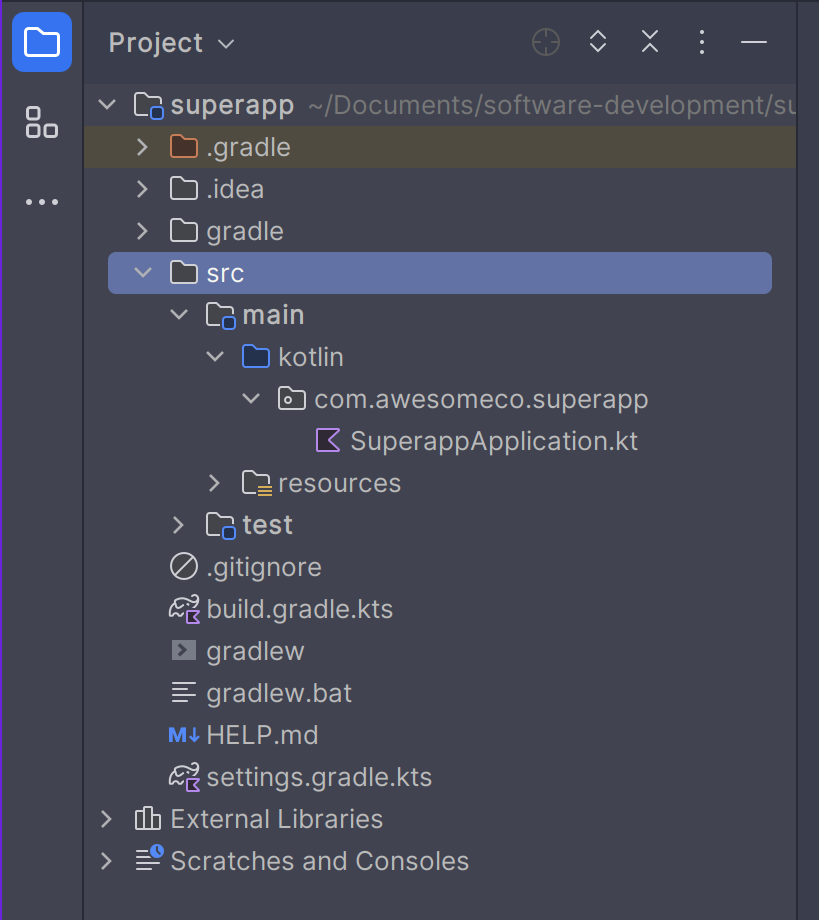 Project
superapp ~/Documents/software-development/su
.gradle
.idea
gradle
src
main
kotlin
com.awesomeco.superapp
SuperappApplication.kt
resources
test
.gitignore
build.gradle.kts
gradlew
gradlew.bat
M↓ HELP.md
settings.gradle.kts
External Libraries
Scratches and Consoles